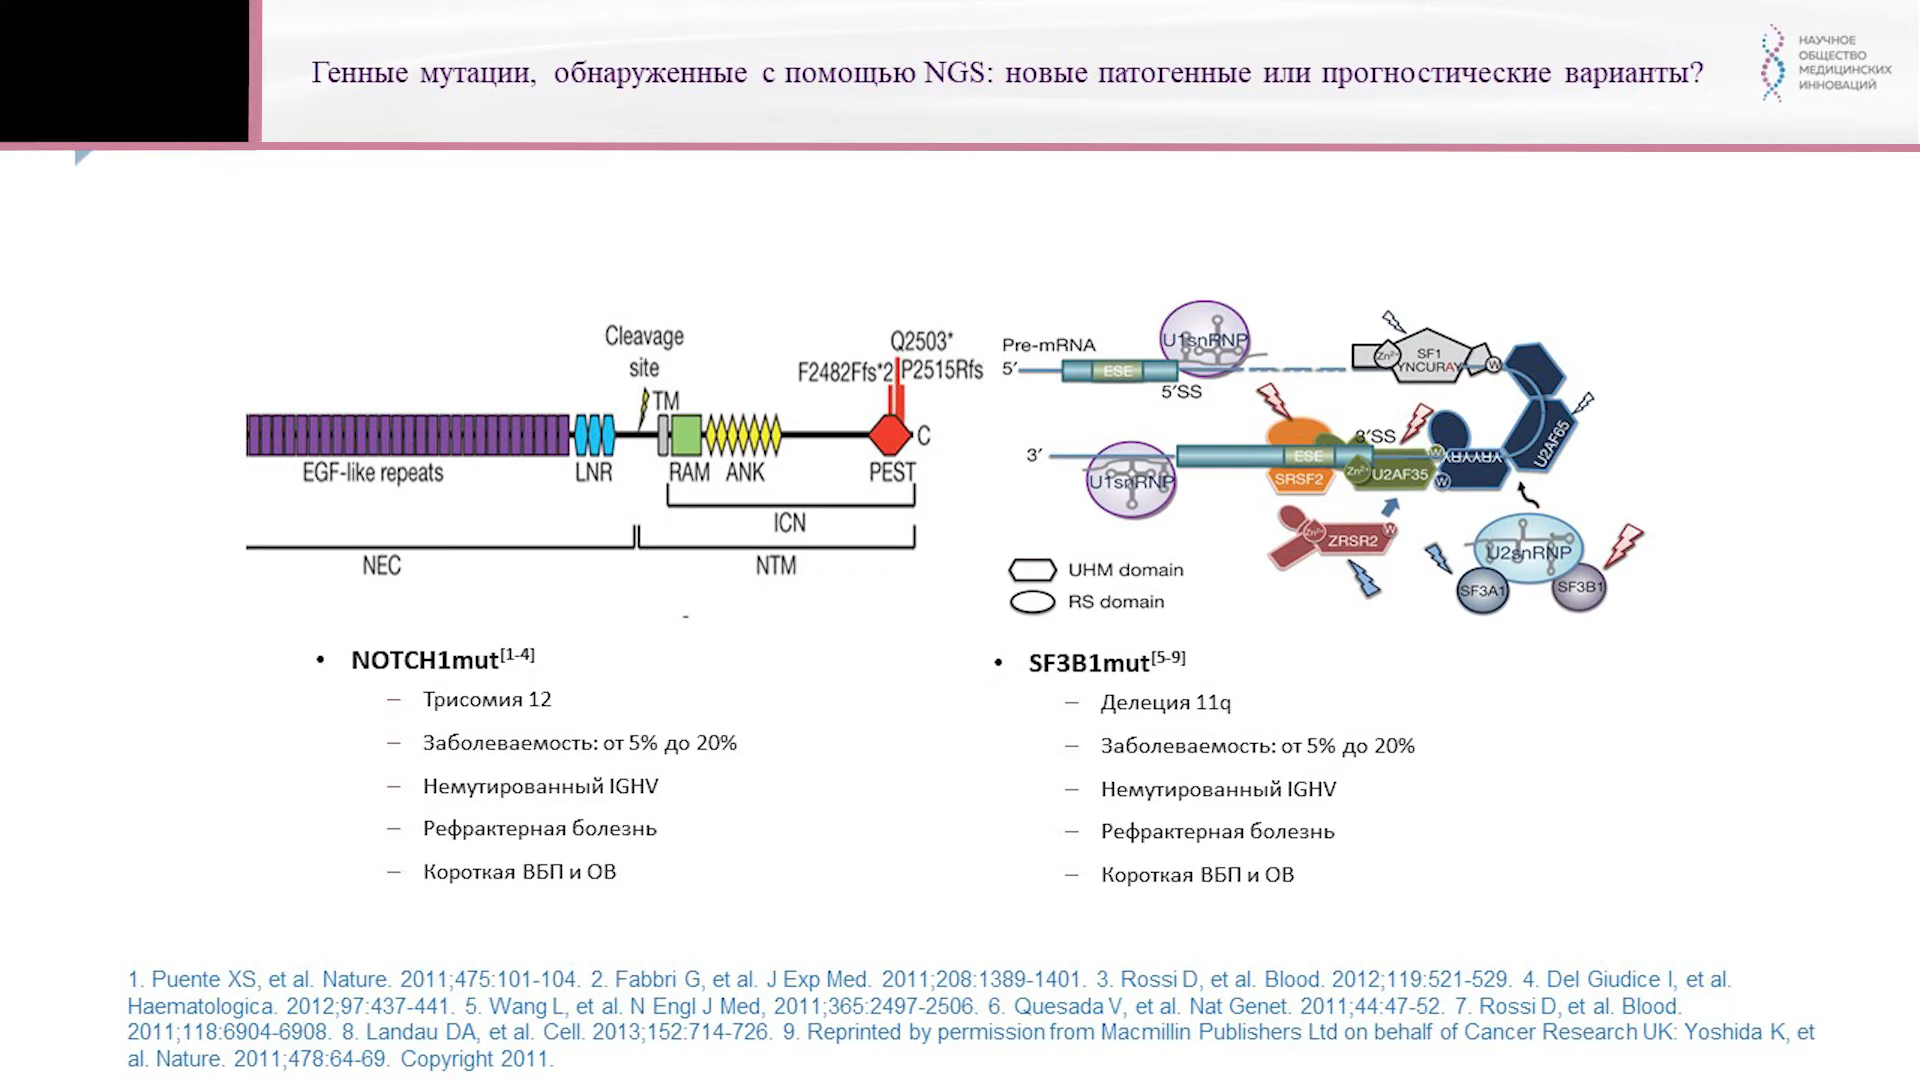 Генные мутации, обнаруженные с помощью NGS: новые патогенные или прогностические варианты?
НАУЧНОЕ
ОБЩЕСТВО
МЕДИЦИНСКИХ
ИННОВАЦИЙ
Cleavage
site
Q2503*
F2482Ffs*2
P2515Rfs
TM
C
EGF-like repeats
LNR
RAM
ANK
PEST
ICN
NEC
NTM
Pre-mRNA
U1snRNP
5′
ESE
5′SS
Zn2+
SF1
YNCURAY
W
U2AF65
3′SS
3′
U1snRNP
ESE
SRSF2
Zn2+
U2AF35
W
YRYRYY
W
Zn2+
ZRSR2
W
U2snRNP
SF3A1
SF3B1
UHM domain
RS domain
• NOTCH1mut[1-4]
– Трисомия 12
– Заболеваемость: от 5% до 20%
– Немутированный IGHV
– Рефрактерная болезнь
– Короткая ВБП и ОВ
• SF3B1mut[5-9]
– Делеция 11q
– Заболеваемость: от 5% до 20%
– Немутированный IGHV
– Рефрактерная болезнь
– Короткая ВБП и ОВ
1. Puente XS, et al. Nature. 2011;475:101-104. 2. Fabbri G, et al. J Exp Med. 2011;208:1389-1401. 3. Rossi D, et al. Blood. 2012;119:521-529. 4. Del Giudice I, et al.
Haematologica. 2012;97:437-441. 5. Wang L, et al. N Engl J Med, 2011;365:2497-2506. 6. Quesada V, et al. Nat Genet. 2011;44:47-52. 7. Rossi D, et al. Blood.
2011;118:6904-6908. 8. Landau DA, et al. Cell. 2013;152:714-726. 9. Reprinted by permission from Macmillin Publishers Ltd on behalf of Cancer Research UK: Yoshida K, et
al. Nature. 2011;478:64-69. Copyright 2011.